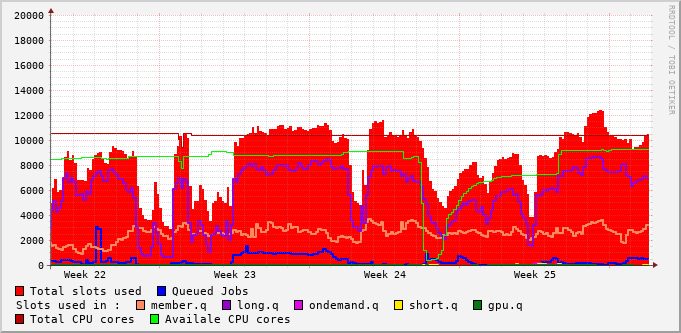 20000
18000
16000
14000
12000
10000
8000
6000
4000
2000
0
Week 22 Week 23 Week 24 Week 25
Total slots used Queued Jobs
Slots used in : member.q long.q ondemand.q short.q gpu.q
Total CPU cores Availale CPU cores
RRDTOOL / TOBI OETIKER